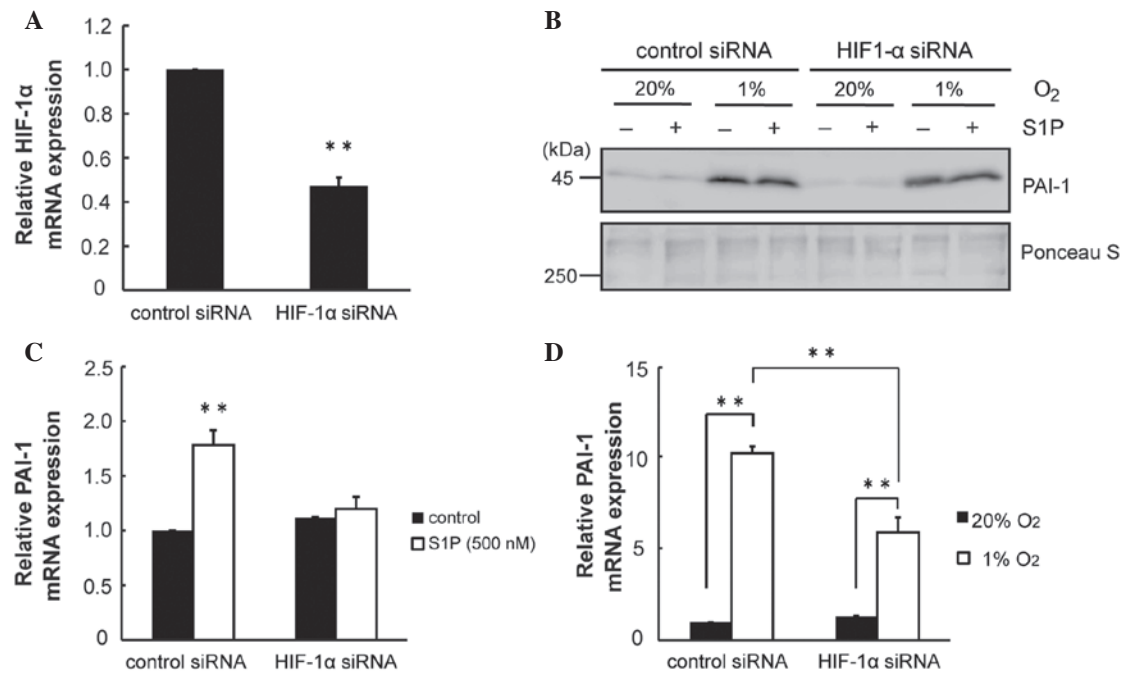 A
Relative HIF-1α
mRNA expression
1.2
1.0
0.8
0.6
0.4
0.2
0
**
control siRNA
HIF-1α siRNA
B
control siRNA
HIF1-α siRNA
20%
1%
20%
1%
O2
– + – + – + – +
S1P
(kDa)
45
PAI-1
250
Ponceau S
C
Relative PAI-1
mRNA expression
2.5
2.0
1.5
1.0
0.5
0
**
control
S1P (500 nM)
control siRNA
HIF-1α siRNA
D
Relative PAI-1
mRNA expression
15
10
5
0
**
**
**
20% O2
1% O2
control siRNA
HIF-1α siRNA